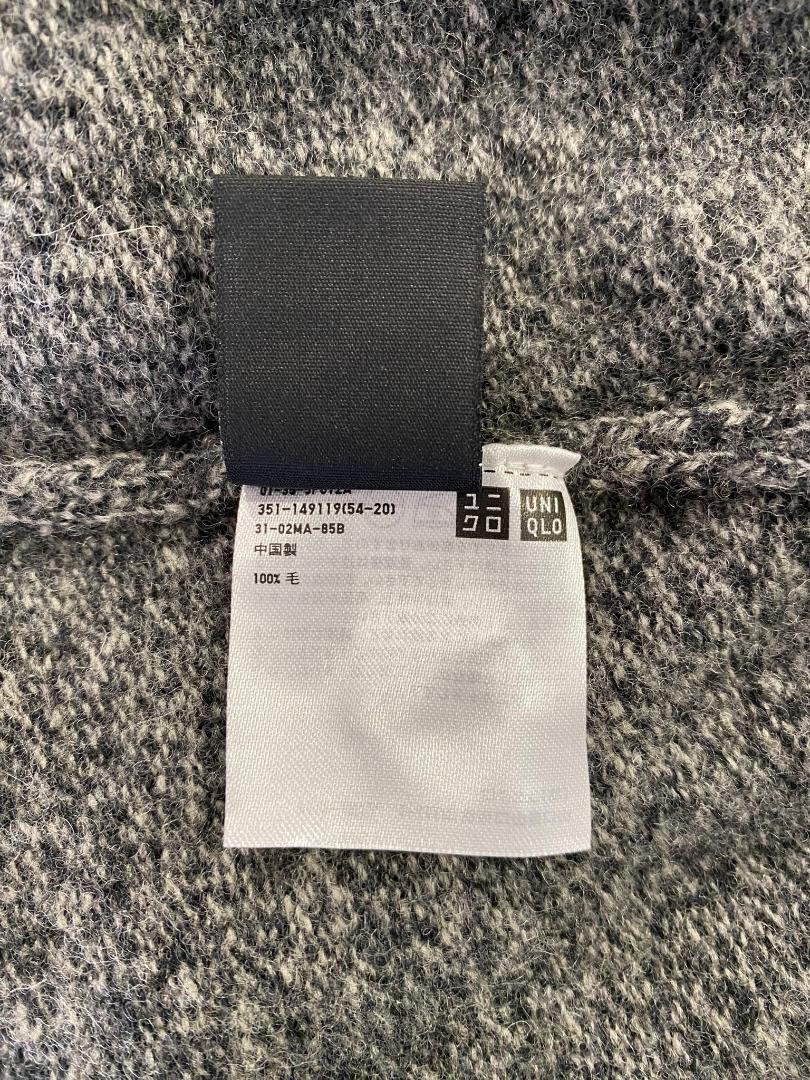 351-149119(54-20)
31-02MA-85B
中国製
100% 毛
ユニ
クロ
UNI
QLO